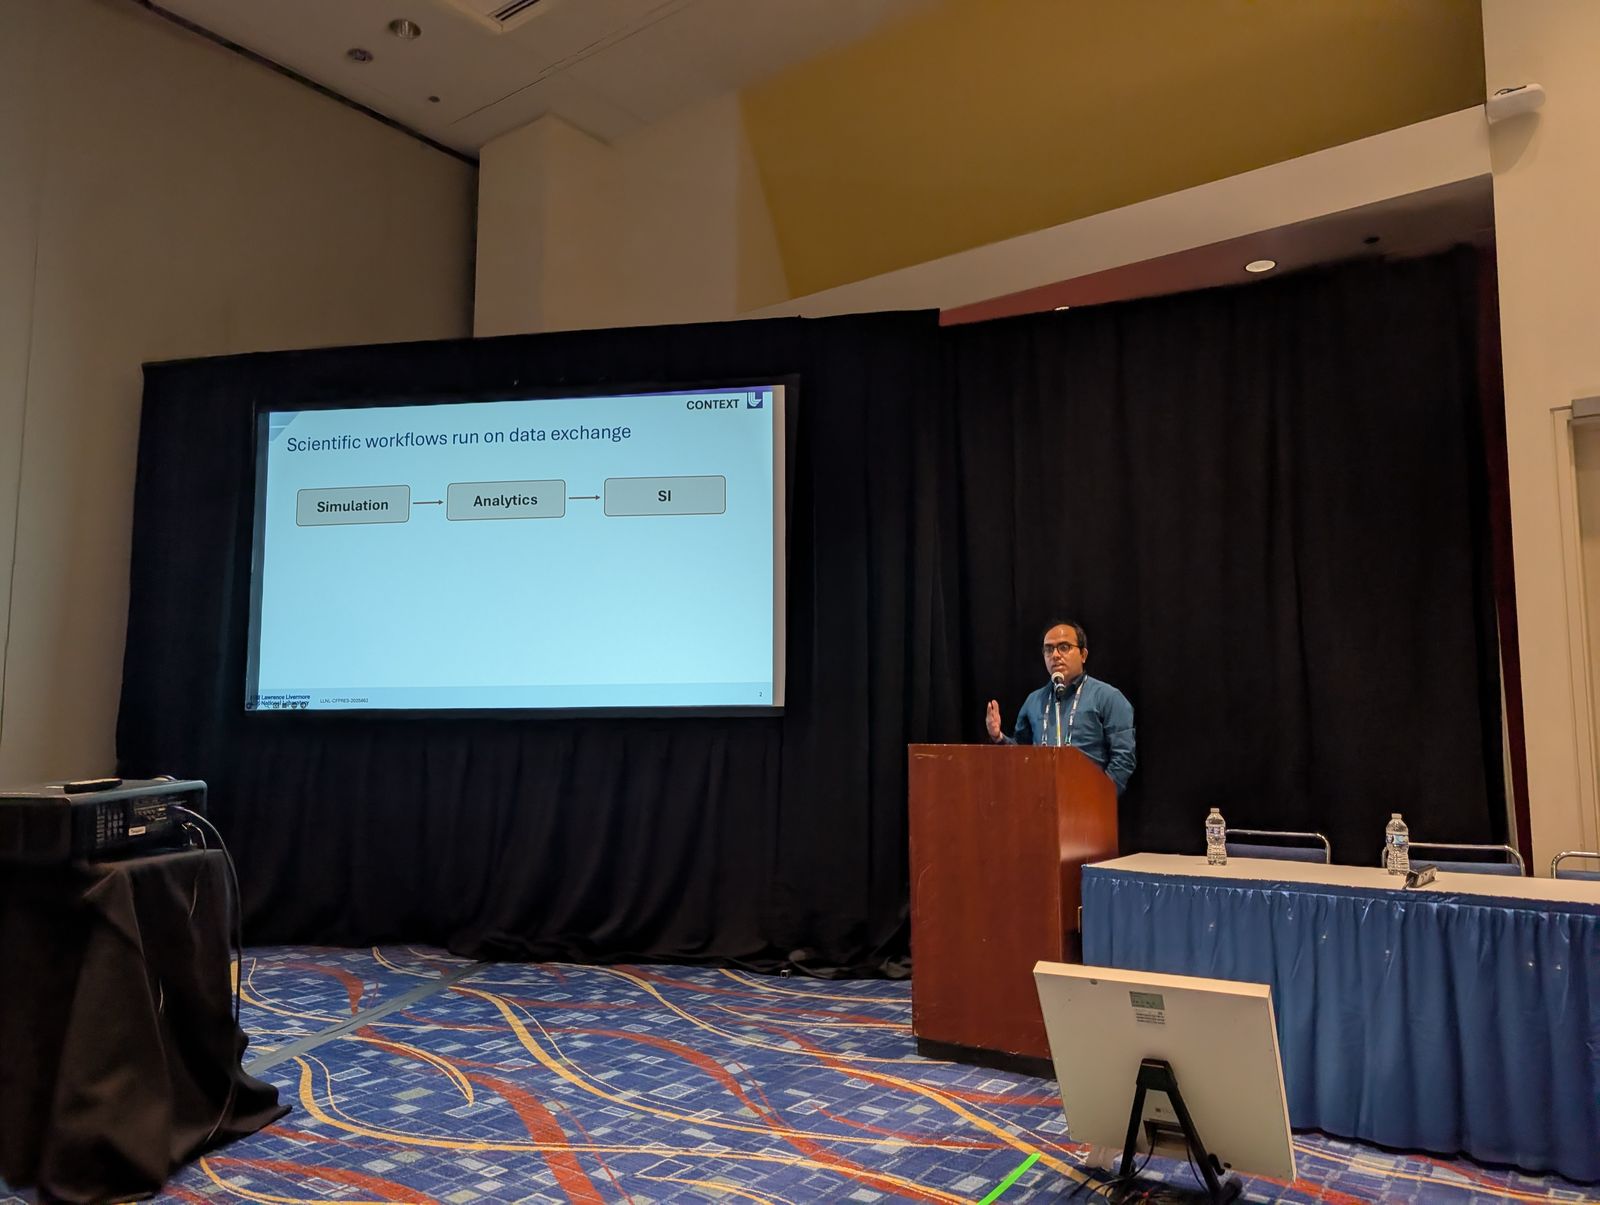 CONTEXT
Scientific workflows run on data exchange
Simulation
Analytics
SI
Lawrence Livermore
National Laboratory
2